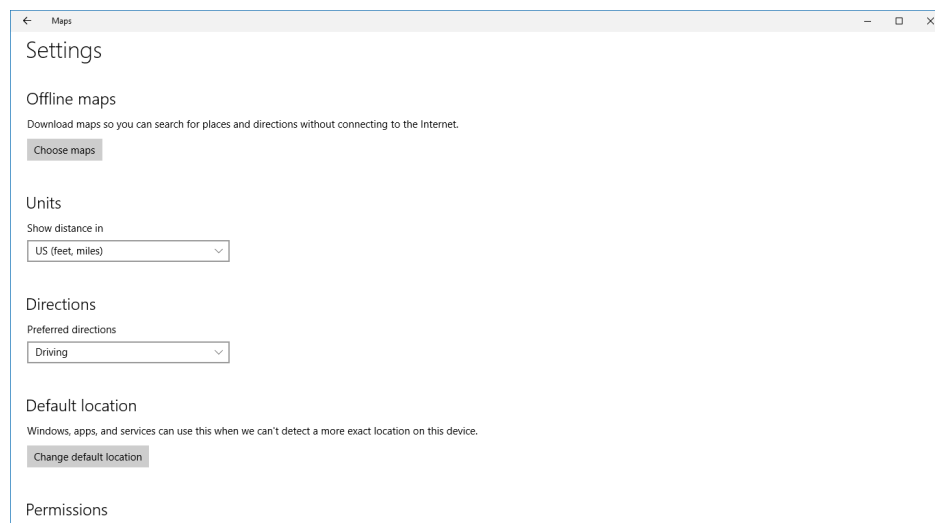 Maps
Settings
Offline maps
Download maps so you can search for places and directions without connecting to the Internet.
Choose maps
Units
Show distance in
US (feet, miles)
Directions
Preferred directions
Driving
Default location
Windows, apps, and services can use this when we can't detect a more exact location on this device.
Change default location
Permissions